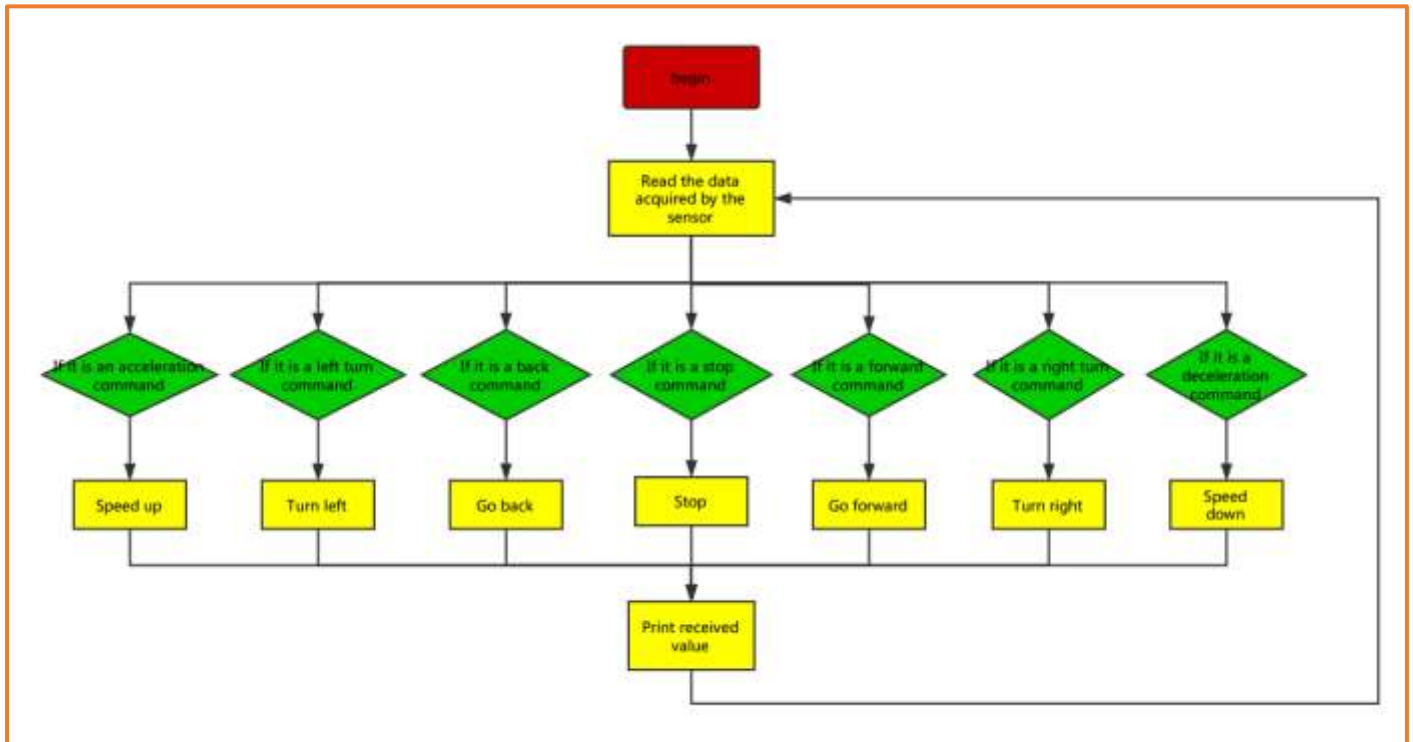 begin
Read the data
acquired by the
sensor
If it is an acceleration
command
If it is a left turn
command
If it is a back
command
If it is a stop
command
If it is a forward
command
If it is a right turn
command
If it is a
deceleration
command
Speed up
Turn left
Go back
Stop
Go forward
Turn right
Speed
down
Print received
value